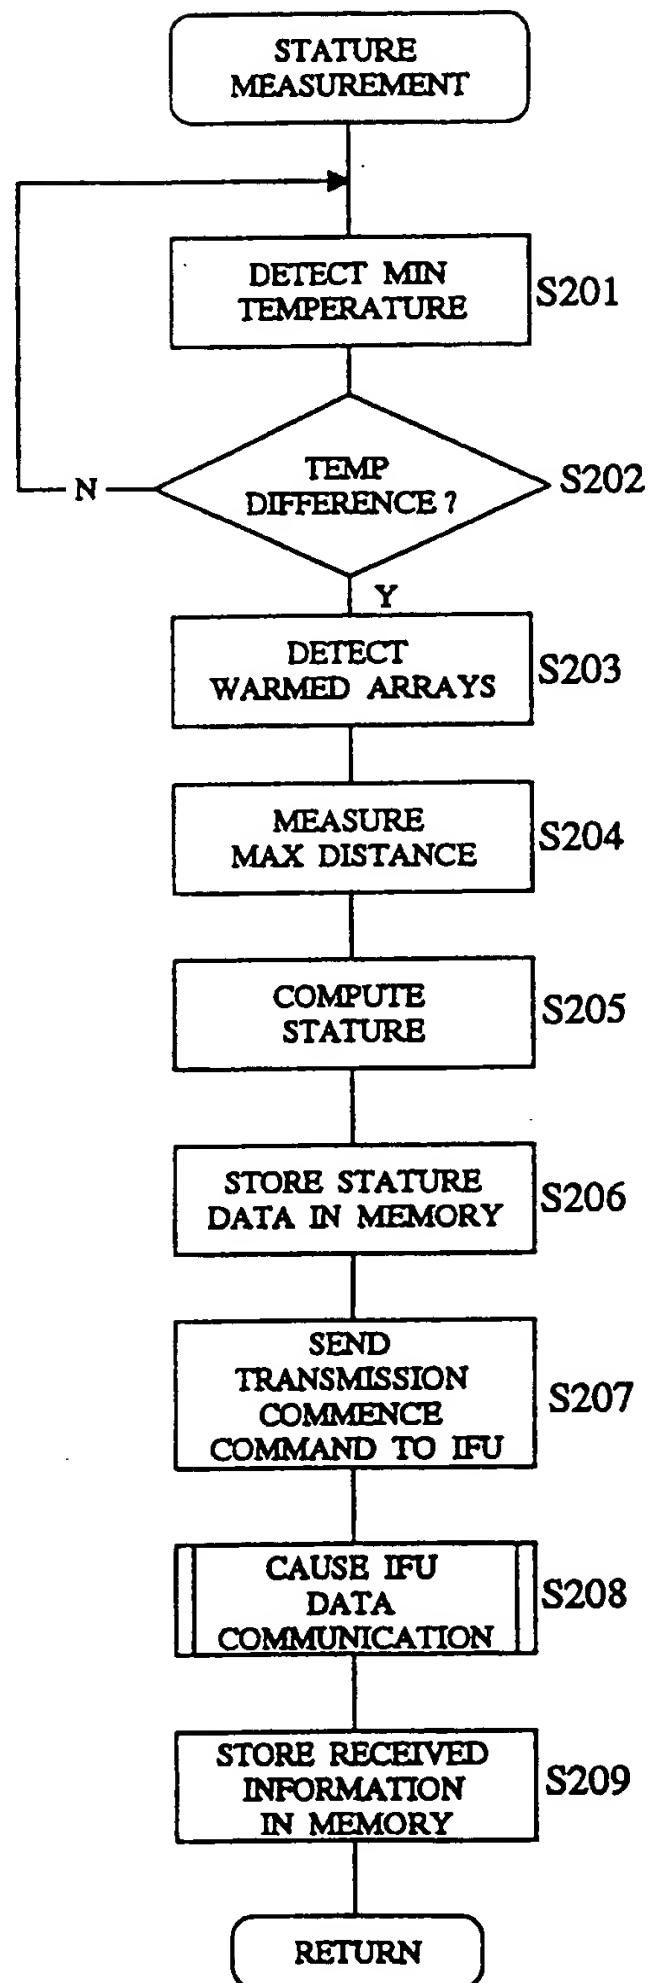 STATURE
MEASUREMENT
DETECT MIN
TEMPERATURE
S201
TEMP
DIFFERENCE ?
S202
N
Y
DETECT
WARMED ARRAYS
S203
MEASURE
MAX DISTANCE
S204
COMPUTE
STATURE
S205
STORE STATURE
DATA IN MEMORY
S206
SEND
TRANSMISSION
COMMENCE
COMMAND TO IFU
S207
CAUSE IFU
DATA
COMMUNICATION
S208
STORE RECEIVED
INFORMATION
IN MEMORY
S209
RETURN